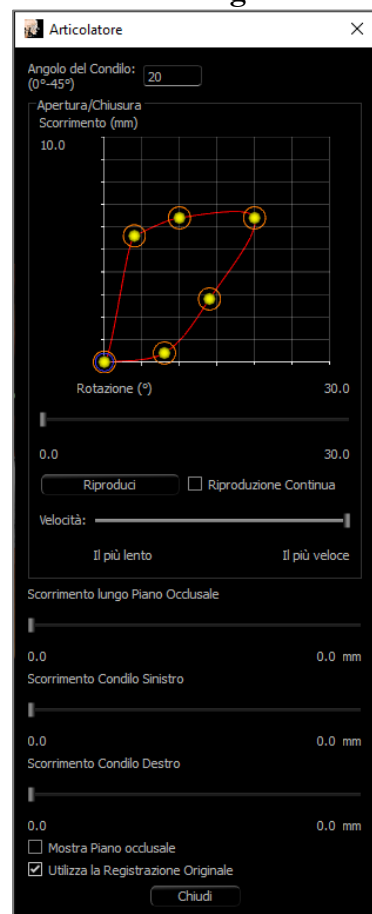 Articolatore
Angolo del Condilo: 20
(0°-45°)
Apertura/Chiusura
Scorrimento (mm)
10.0
Rotazione (°) 30.0
0.0 30.0
Riproduci Riproduzione Continua
Velocità:
Il più lento Il più veloce
Scorrimento lungo Piano Occlusale
0.0 0.0 mm
Scorrimento Condilo Sinistro
0.0 0.0 mm
Scorrimento Condilo Destro
0.0 0.0 mm
Mostra Piano occlusale
Utilizza la Registrazione Originale
Chiudi